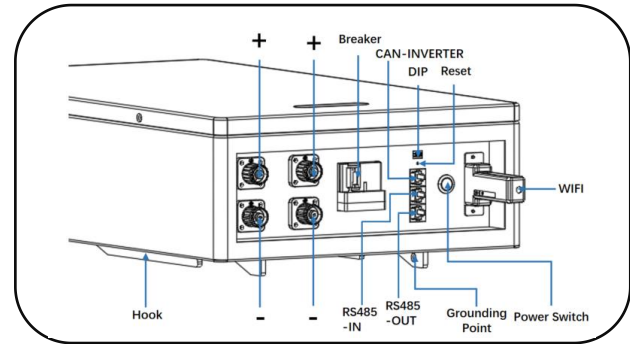 +
+
Breaker
CAN-INVERTER
DIP
Reset
WIFI
Hook
-
-
RS485
-IN
RS485
-OUT
Grounding
Point
Power Switch